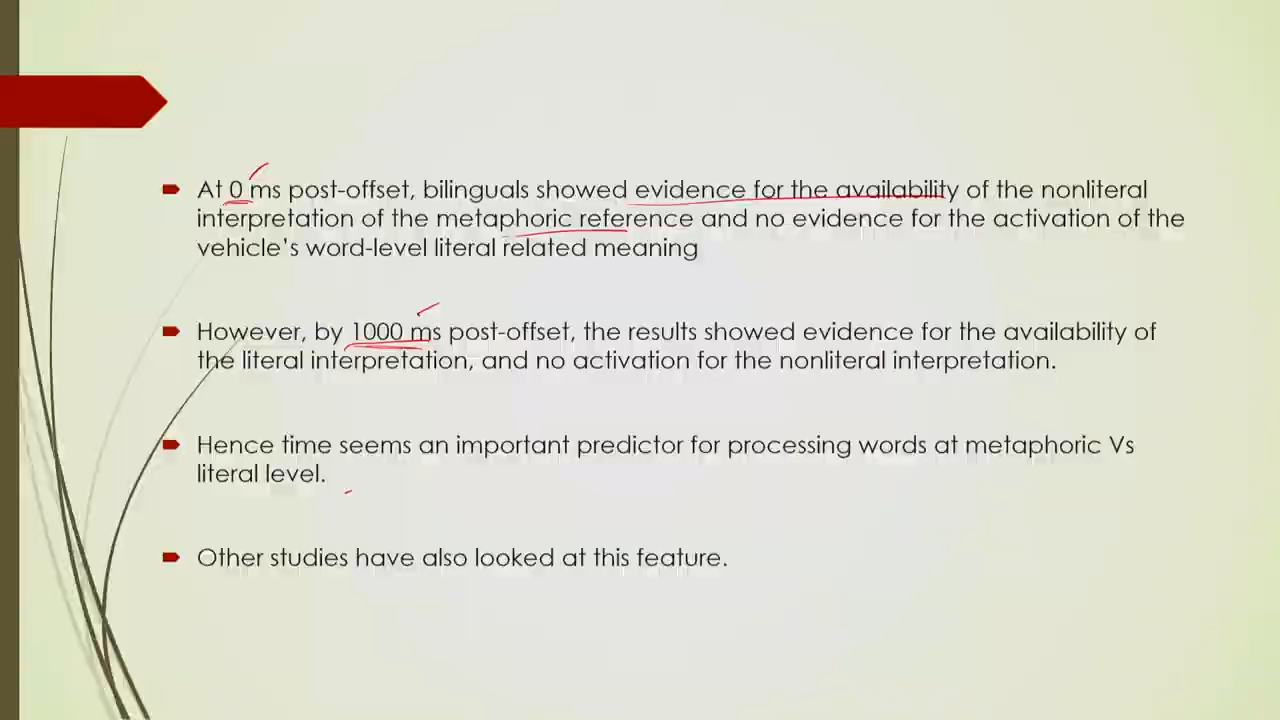 At 0 ms post-offset, bilinguals showed evidence for the availability of the nonliteral
interpretation of the metaphoric reference and no evidence for the activation of the
vehicle's word-level literal related meaning
However, by 1000 ms post-offset, the results showed evidence for the availability of
the literal interpretation, and no activation for the nonliteral interpretation.
Hence time seems an important predictor for processing words at metaphoric Vs
literal level.
Other studies have also looked at this feature.